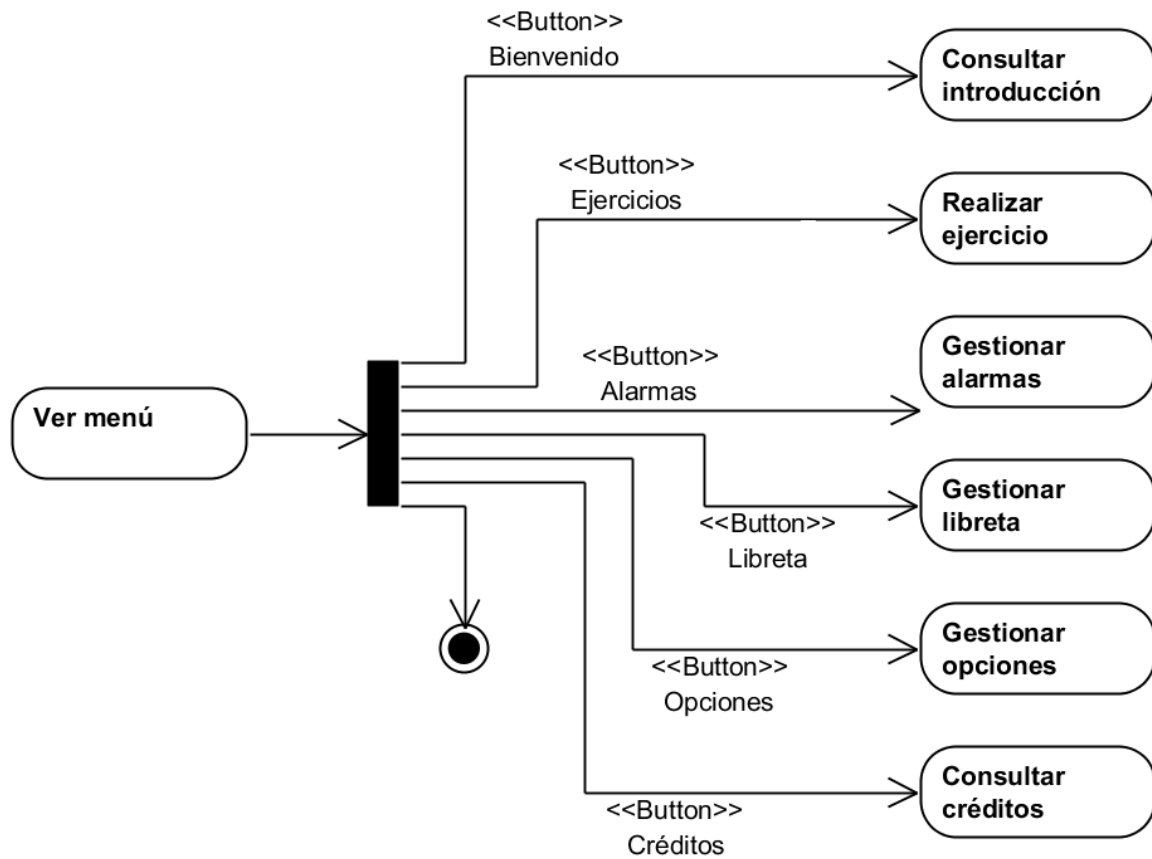 <<Button>>
Bienvenido
Consultar
introducción
<<Button>>
Ejercicios
Realizar
ejercicio
<<Button>>
Alarmas
Gestionar
alarmas
Ver menú
<<Button>>
Libreta
Gestionar
libreta
<<Button>>
Opciones
Gestionar
opciones
<<Button>>
Créditos
Consultar
créditos